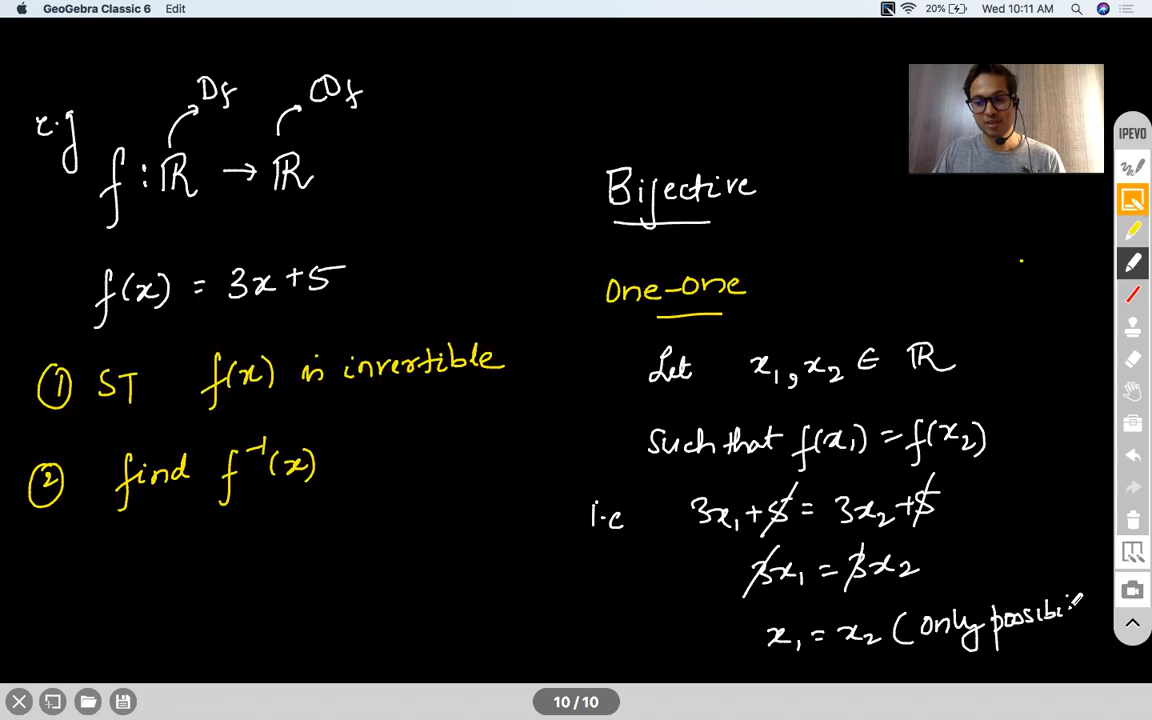 GeoGebra Classic 6 Edit
20% Wed 10:11 AM
e.g
Df CDf
f : ℝ → ℝ
f(x) = 3x+5
① ST f(x) is invertible
② find f⁻¹(x)
IPEVO
Bijective
One-one
Let x₁, x₂ ∈ ℝ
Such that f(x₁) = f(x₂)
i.e 3x₁ + 5 = 3x₂ + 5
3x₁ = 3x₂
x₁ = x₂ (only possibi
10 / 10